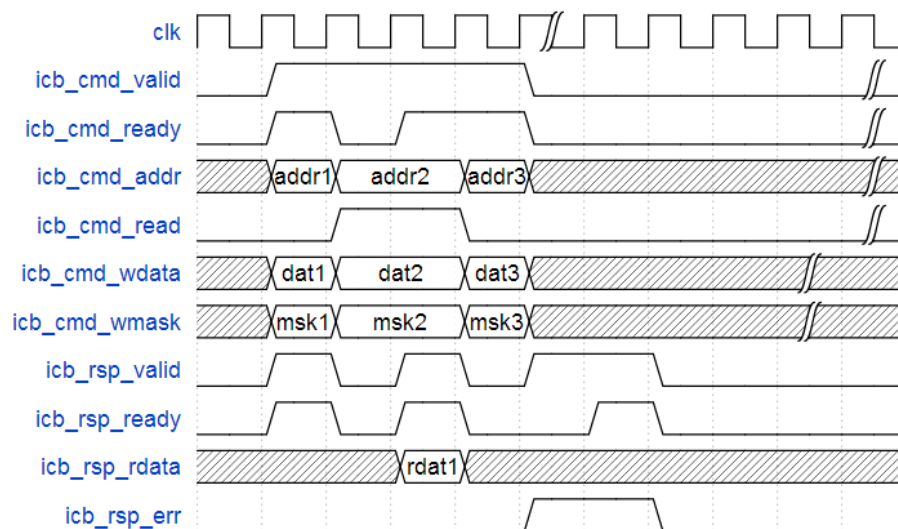 clk
icb_cmd_valid
icb_cmd_ready
icb_cmd_addr addr1 addr2 addr3
icb_cmd_read
icb_cmd_wdata dat1 dat2 dat3
icb_cmd_wmask msk1 msk2 msk3
icb_rsp_valid
icb_rsp_ready
icb_rsp_rdata rdat1
icb_rsp_err